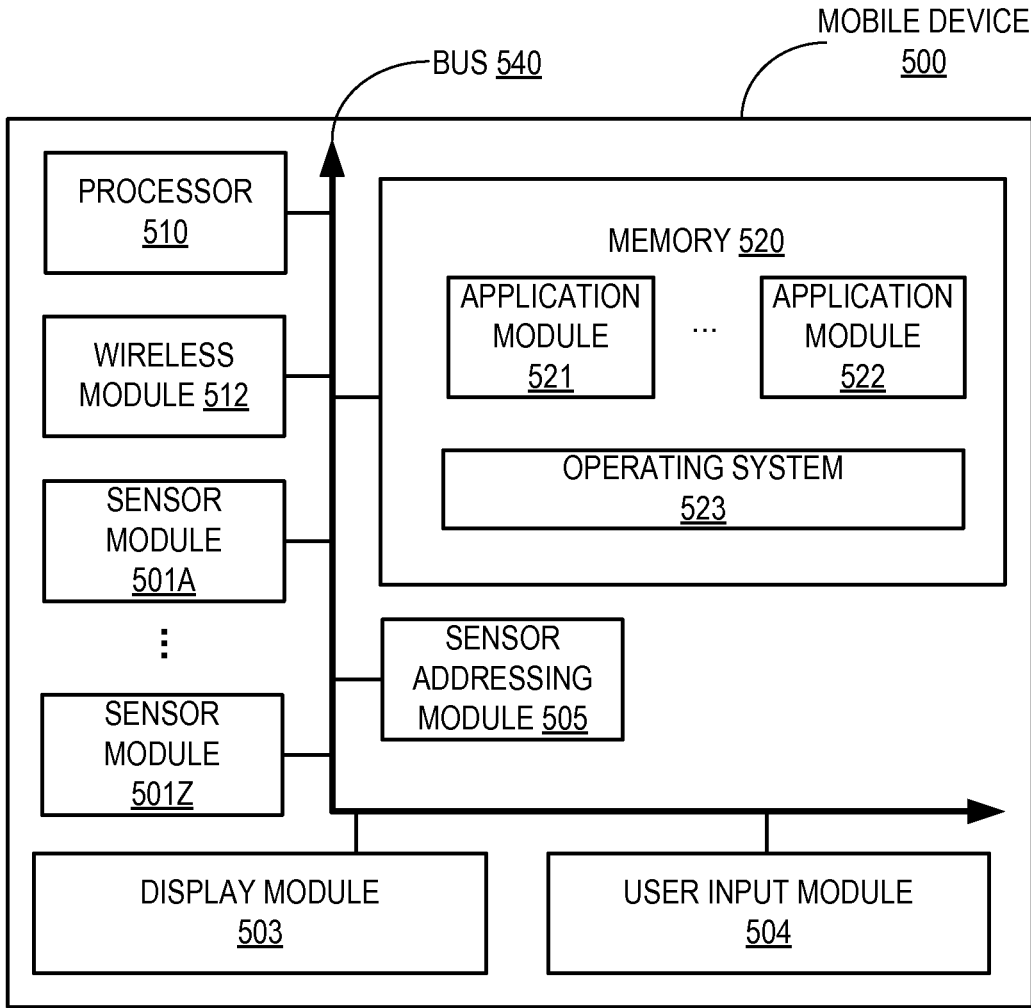 MOBILE DEVICE
500
BUS 540
PROCESSOR
510
MEMORY 520
APPLICATION
MODULE
521
...
APPLICATION
MODULE
522
WIRELESS
MODULE 512
OPERATING SYSTEM
523
SENSOR
MODULE
501A
...
SENSOR
ADDRESSING
MODULE 505
SENSOR
MODULE
501Z
DISPLAY MODULE
503
USER INPUT MODULE
504